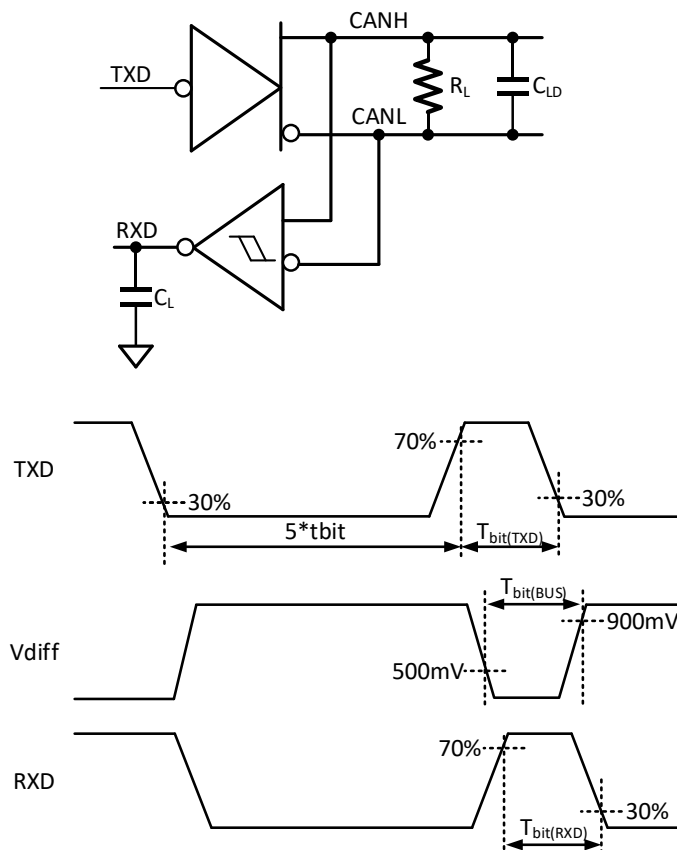 CANH
TXD
R_L
C_LD
CANL
RXD
C_L
70%
TXD
30%
30%
5*tbit
T_bit(TXD)
T_bit(BUS)
900mV
Vdiff
500mV
70%
RXD
30%
T_bit(RXD)